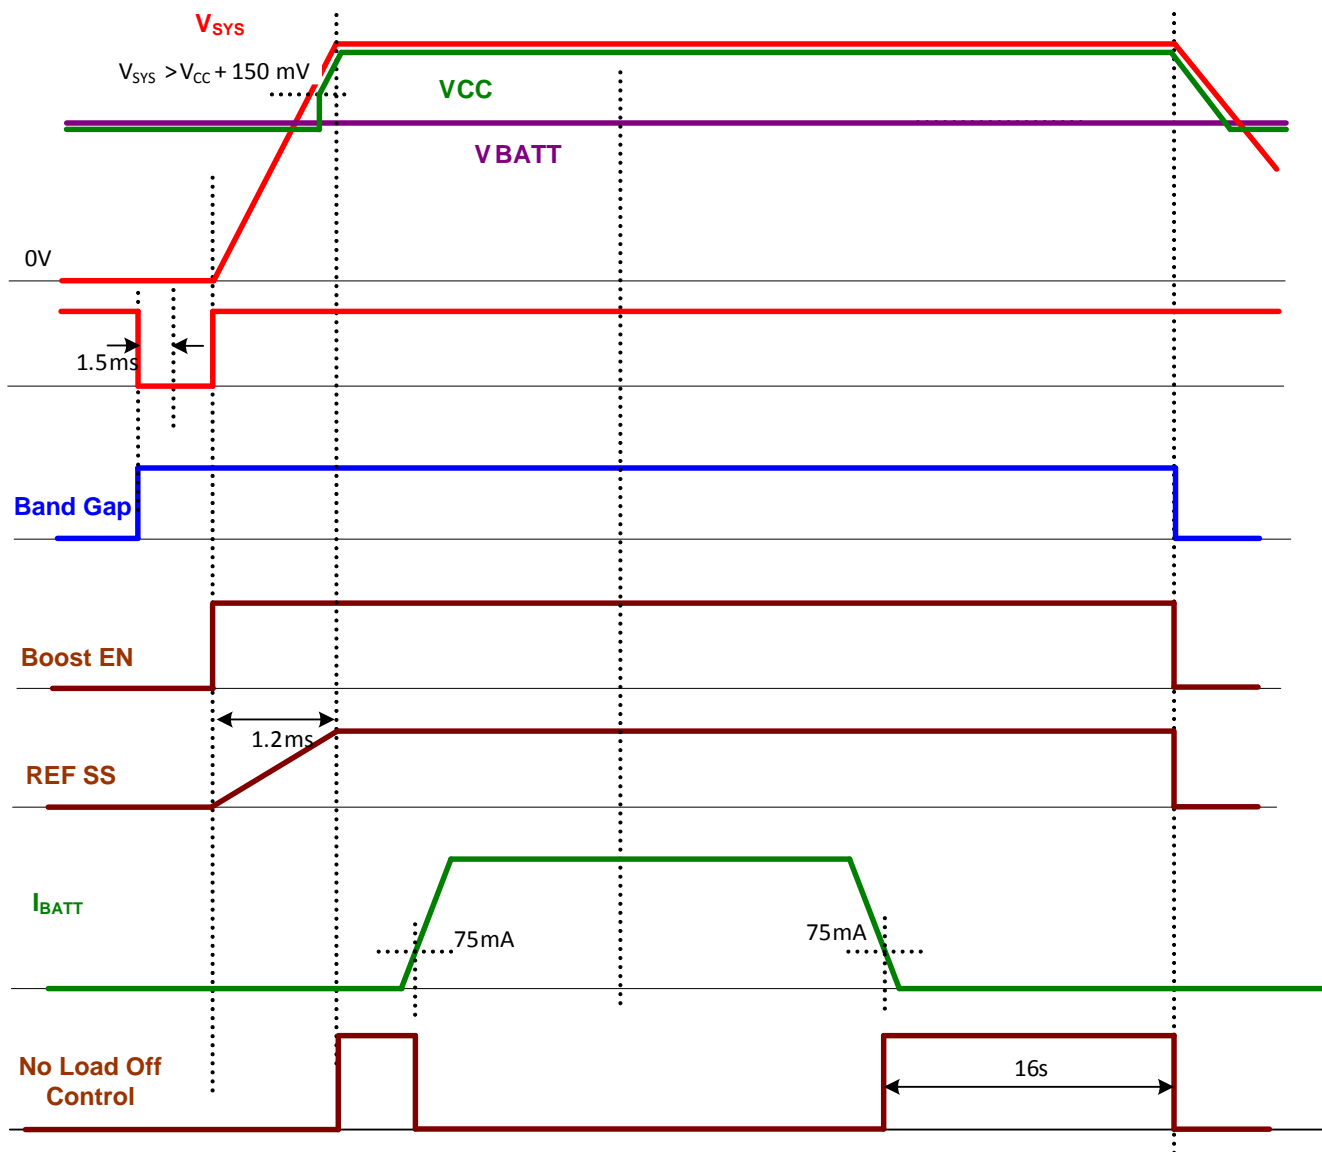 VSYS
VSYS >VCC + 150 mV
VCC
VBATT
0V
1.5ms
Band Gap
Boost EN
1.2ms
REF SS
IBATT
75mA
75mA
No Load Off
Control
16s